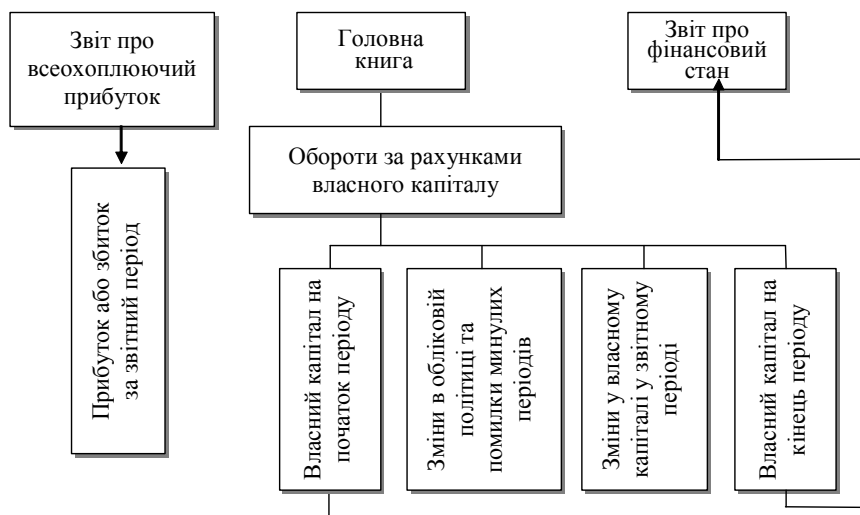 Звіт про
всеохоплюючий
прибуток
Головна
книга
Звіт про
фінансовий
стан
Обороти за рахунками
власного капіталу
Прибуток або збиток
за звітний період
Власний капітал на
початок періоду
Зміни в обліковій
політиці та
помилки минулих
періодів
Зміни у власному
капіталі у звітному
періоді
Власний капітал на
кінець періоду